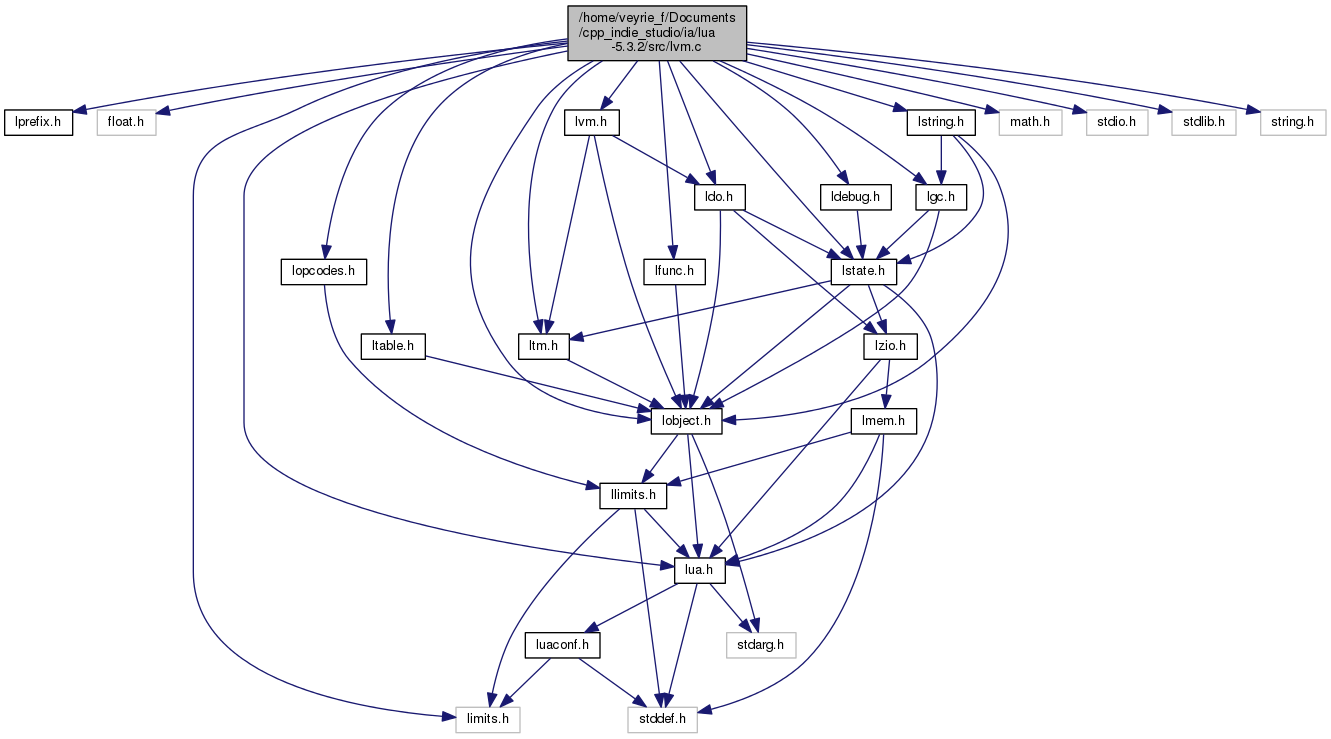 /home/veyrie_f/Documents
/cpp_indie_studio/ia/lua
-5.3.2/src/lvm.c
lprefix.h
float.h
lvm.h
lstring.h
math.h
stdio.h
stdlib.h
string.h
ldo.h
ldebug.h
lgc.h
lopcodes.h
lfunc.h
lstate.h
ltable.h
ltm.h
lzio.h
lobject.h
lmem.h
llimits.h
lua.h
luaconf.h
stdarg.h
limits.h
stddef.h